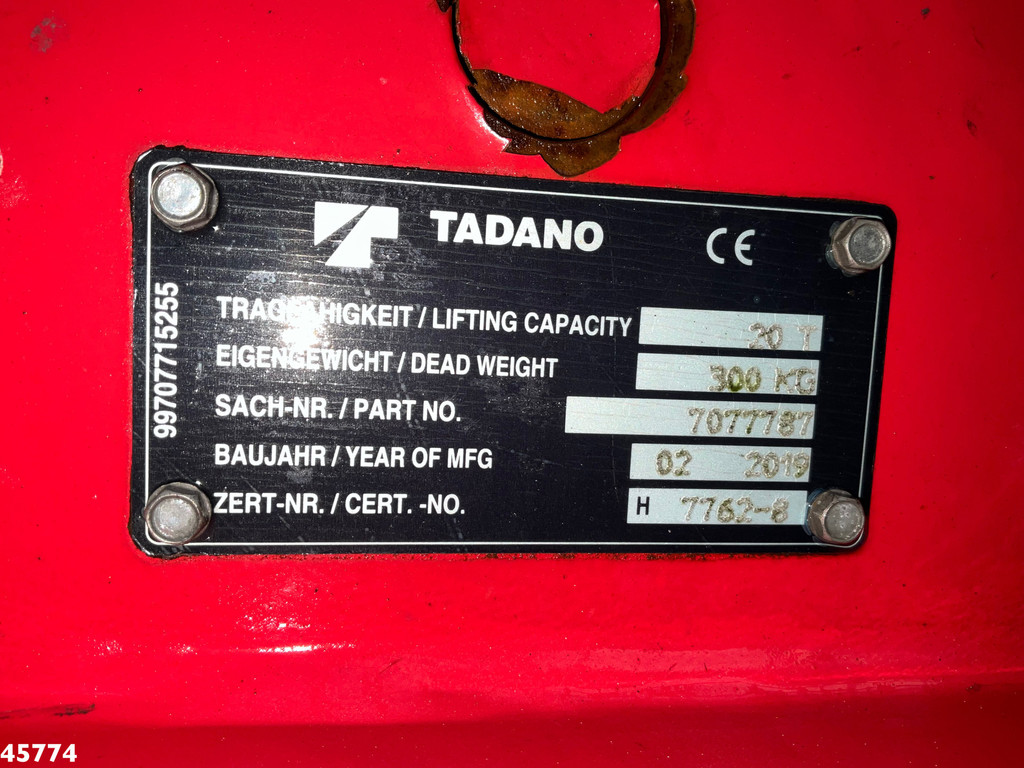 TADANO
CE
TRAGFÄHIGKEIT / LIFTING CAPACITY 20 T
EIGENGEWICHT / DEAD WEIGHT 300 KG
SACH-NR. / PART NO. 7077787
BAUJAHR / YEAR OF MFG 02 2019
ZERT-NR. / CERT. -NO. H 7762-8
99707715255
45774